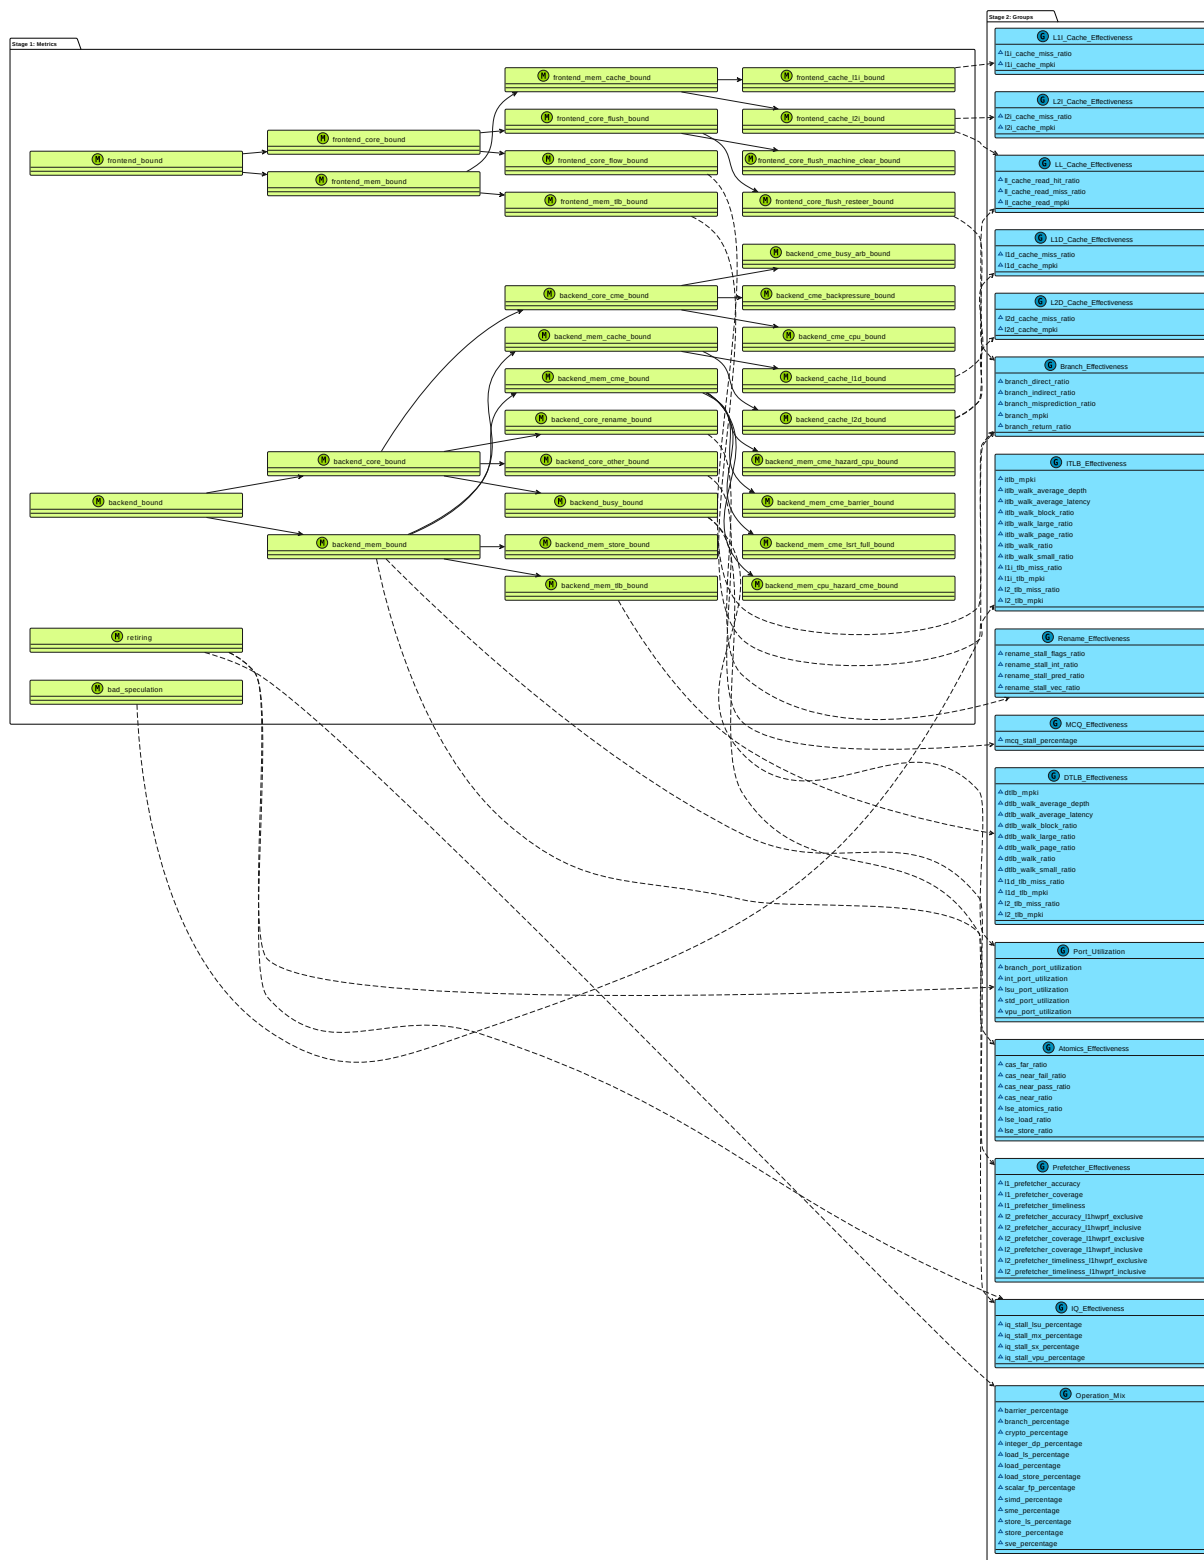 Stage 1: Metrics
M frontend_bound
M frontend_core_bound
M frontend_mem_bound
M frontend_mem_cache_bound
M frontend_core_flush_bound
M frontend_core_flow_bound
M frontend_mem_tlb_bound
M frontend_cache_l1i_bound
M frontend_cache_l2i_bound
M frontend_core_flush_machine_clear_bound
M frontend_core_flush_resteer_bound
M backend_bound
M backend_core_bound
M backend_mem_bound
M backend_core_cme_bound
M backend_mem_cache_bound
M backend_mem_cme_bound
M backend_core_rename_bound
M backend_core_other_bound
M backend_busy_bound
M backend_mem_store_bound
M backend_mem_tlb_bound
M backend_cme_busy_arb_bound
M backend_cme_backpressure_bound
M backend_cme_cpu_bound
M backend_cache_l1d_bound
M backend_cache_l2d_bound
M backend_mem_cme_hazard_cpu_bound
M backend_mem_cme_barrier_bound
M backend_mem_cme_lsrt_full_bound
M backend_mem_cpu_hazard_cme_bound
M retiring
M bad_speculation
Stage 2: Groups
G L1I_Cache_Effectiveness
l1i_cache_miss_ratio
l1i_cache_mpki
G L2I_Cache_Effectiveness
l2i_cache_miss_ratio
l2i_cache_mpki
G LL_Cache_Effectiveness
ll_cache_read_hit_ratio
ll_cache_read_miss_ratio
ll_cache_read_mpki
G L1D_Cache_Effectiveness
l1d_cache_miss_ratio
l1d_cache_mpki
G L2D_Cache_Effectiveness
l2d_cache_miss_ratio
l2d_cache_mpki
G Branch_Effectiveness
branch_direct_ratio
branch_indirect_ratio
branch_misprediction_ratio
branch_mpki
branch_return_ratio
G ITLB_Effectiveness
itlb_mpki
itlb_walk_average_depth
itlb_walk_average_latency
itlb_walk_block_ratio
itlb_walk_large_ratio
itlb_walk_page_ratio
itlb_walk_ratio
itlb_walk_small_ratio
l1i_tlb_miss_ratio
l1i_tlb_mpki
l2_tlb_miss_ratio
l2_tlb_mpki
G Rename_Effectiveness
rename_stall_flags_ratio
rename_stall_int_ratio
rename_stall_pred_ratio
rename_stall_vec_ratio
G MCQ_Effectiveness
mcq_stall_percentage
G DTLB_Effectiveness
dtlb_mpki
dtlb_walk_average_depth
dtlb_walk_average_latency
dtlb_walk_block_ratio
dtlb_walk_large_ratio
dtlb_walk_page_ratio
dtlb_walk_ratio
dtlb_walk_small_ratio
l1d_tlb_miss_ratio
l1d_tlb_mpki
l2_tlb_miss_ratio
l2_tlb_mpki
G Port_Utilization
branch_port_utilization
int_port_utilization
lsu_port_utilization
std_port_utilization
vpu_port_utilization
G Atomics_Effectiveness
cas_far_ratio
cas_near_fail_ratio
cas_near_pass_ratio
cas_near_ratio
lse_atomics_ratio
lse_load_ratio
lse_store_ratio
G Prefetcher_Effectiveness
l1_prefetcher_accuracy
l1_prefetcher_coverage
l1_prefetcher_timeliness
l2_prefetcher_accuracy_l1hwprf_exclusive
l2_prefetcher_accuracy_l1hwprf_inclusive
l2_prefetcher_coverage_l1hwprf_exclusive
l2_prefetcher_coverage_l1hwprf_inclusive
l2_prefetcher_timeliness_l1hwprf_exclusive
l2_prefetcher_timeliness_l1hwprf_inclusive
G IQ_Effectiveness
iq_stall_lsu_percentage
iq_stall_mx_percentage
iq_stall_sx_percentage
iq_stall_vpu_percentage
G Operation_Mix
barrier_percentage
branch_percentage
crypto_percentage
integer_dp_percentage
load_ls_percentage
load_percentage
load_store_percentage
scalar_fp_percentage
simd_percentage
sme_percentage
store_ls_percentage
store_percentage
sve_percentage